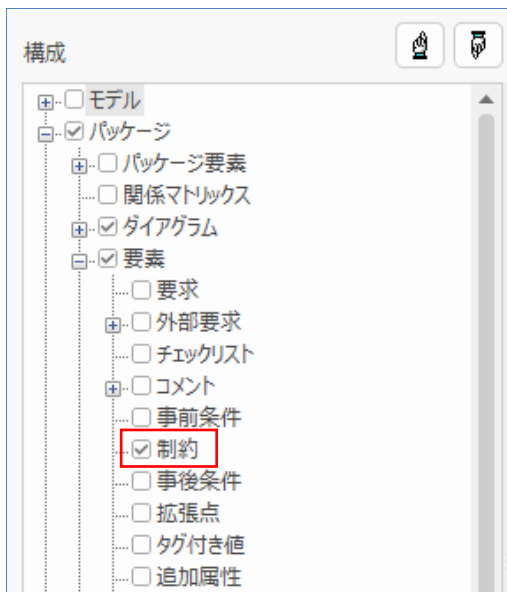 構成
モデル
パッケージ
パッケージ要素
関係マトリックス
ダイアグラム
要素
要求
外部要求
チェックリスト
コメント
事前条件
制約
事後条件
拡張点
タグ付き値
追加属性